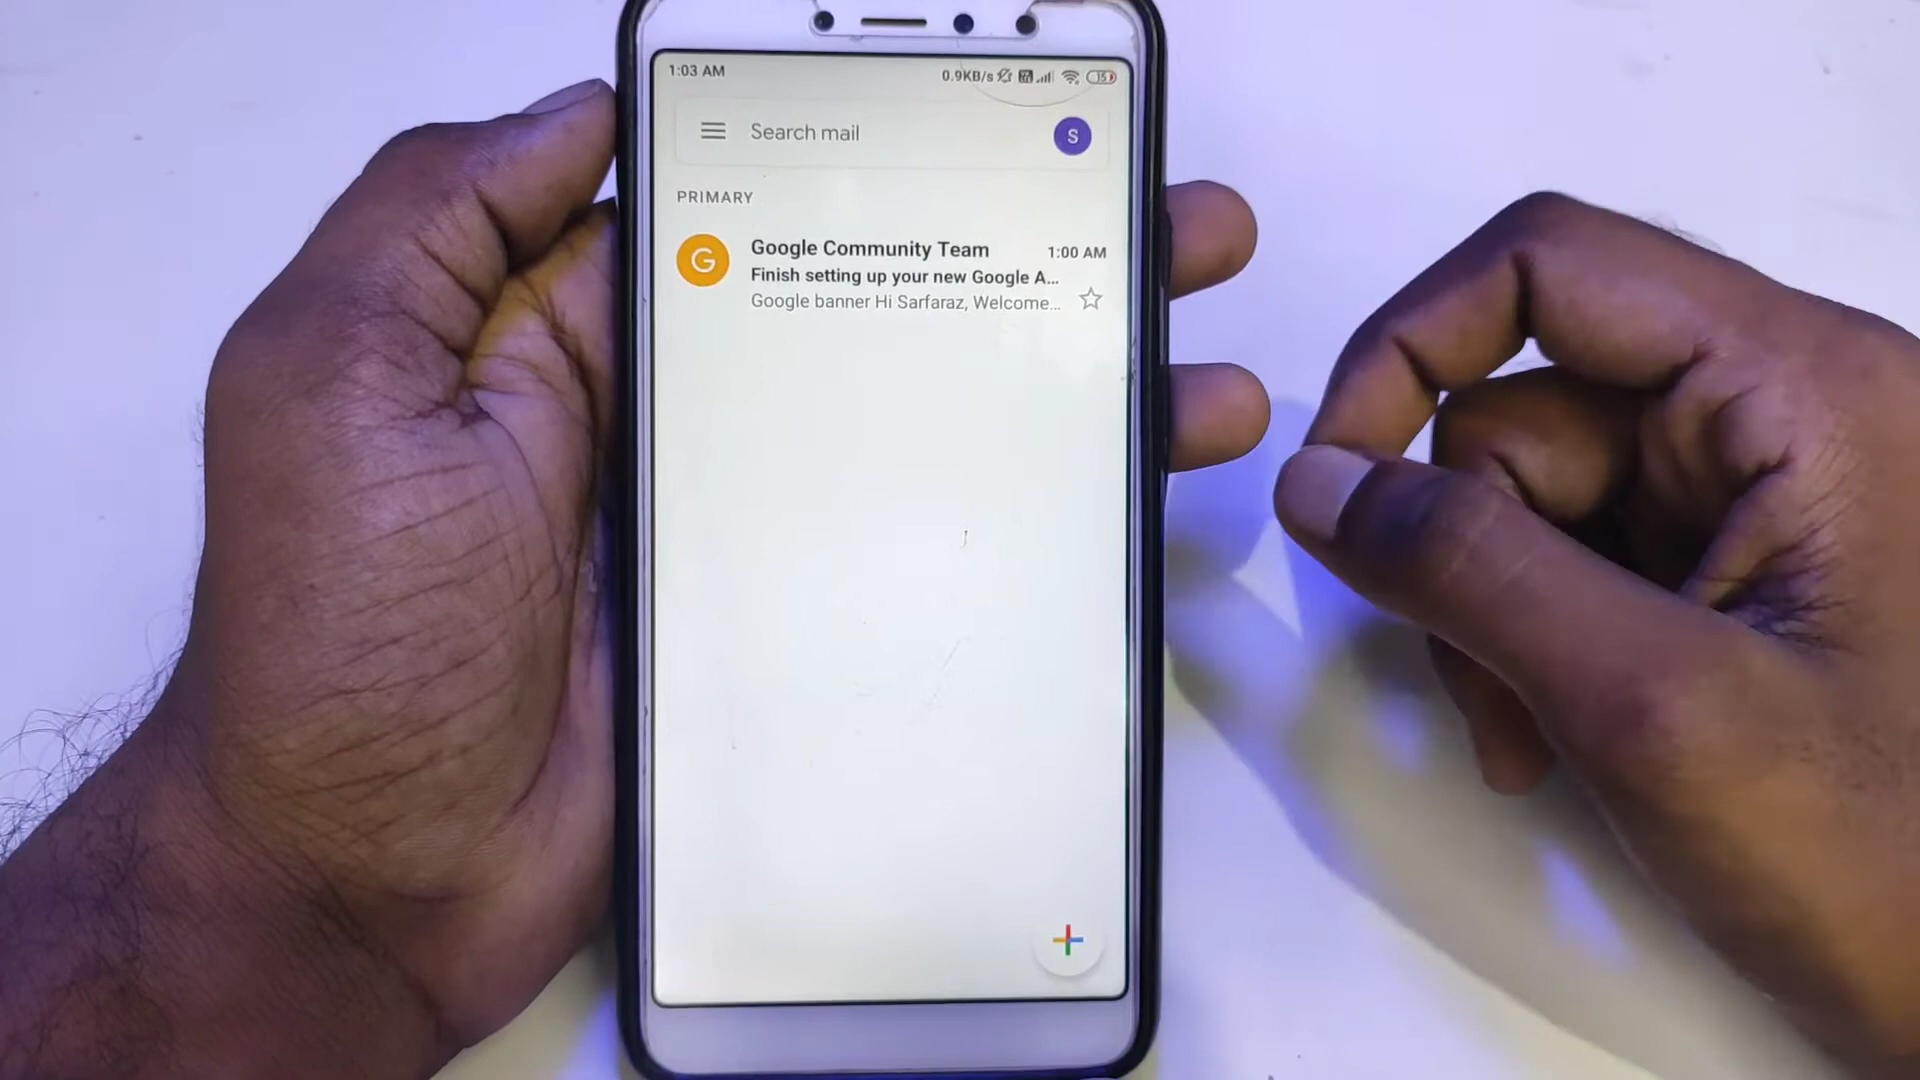 1:03 AM
0.9KB/s
15
Search mail
S
PRIMARY
G
Google Community Team
1:00 AM
Finish setting up your new Google A...
Google banner Hi Sarfaraz, Welcome...